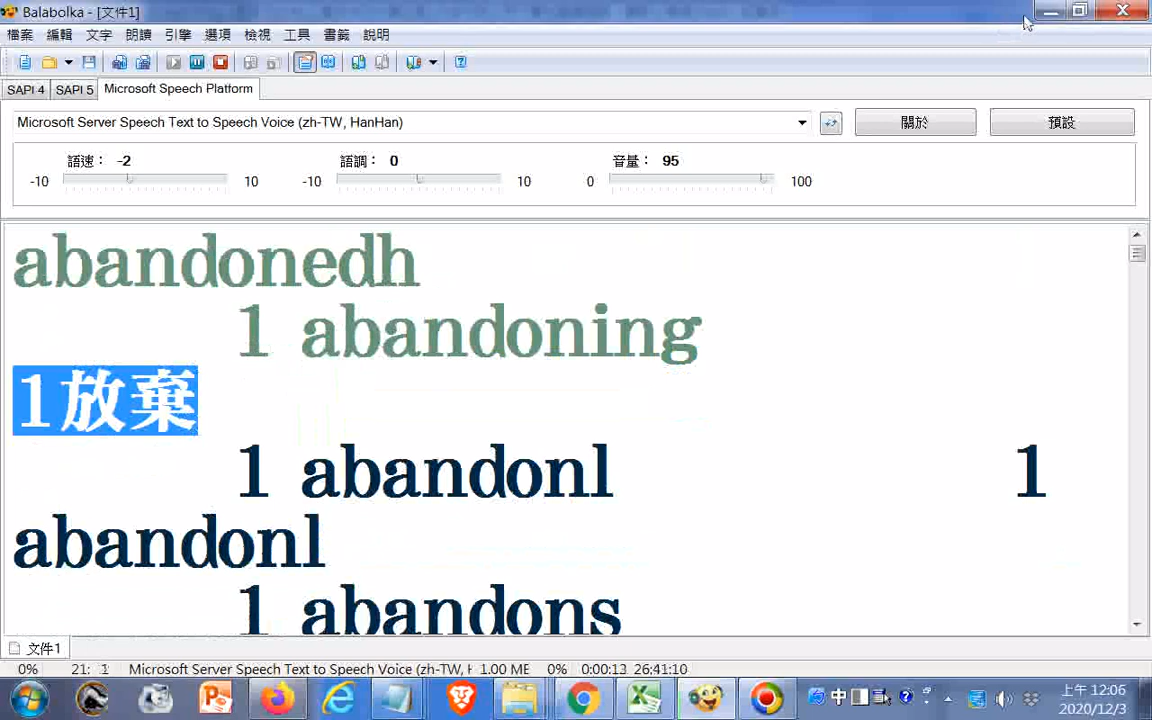 Balabolka - [文件1]
檔案 編輯 文字 朗讀 引擎 選項 檢視 工具 書籤 說明
SAPI 4 SAPI 5 Microsoft Speech Platform
Microsoft Server Speech Text to Speech Voice (zh-TW, HanHan) 關於 預設
語速： -2 語調： 0 音量： 95
-10 10 -10 10 0 100
abandonedh
1 abandoning
1放棄
1 abandonl 1
abandonl
1 abandons
文件1
0% 21: 1 Microsoft Server Speech Text to Speech Voice (zh-TW, H 1.00 ME 0% 0:00:13 26:41:10
中 上午 12:06
2020/12/3